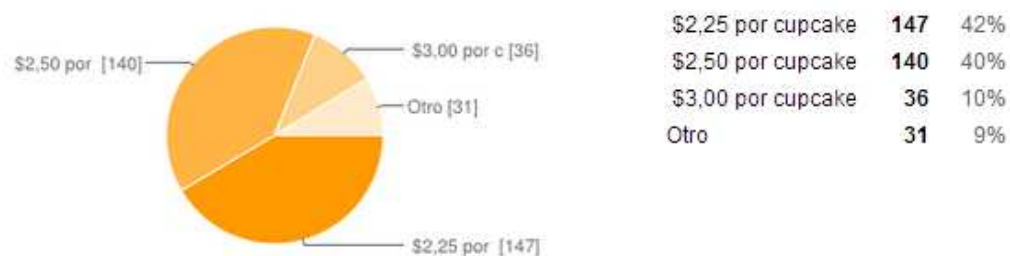 $2,50 por [140]
$3,00 por c [36]
Otro [31]
$2,25 por [147]
$2,25 por cupcake 147 42%
$2,50 por cupcake 140 40%
$3,00 por cupcake 36 10%
Otro 31 9%